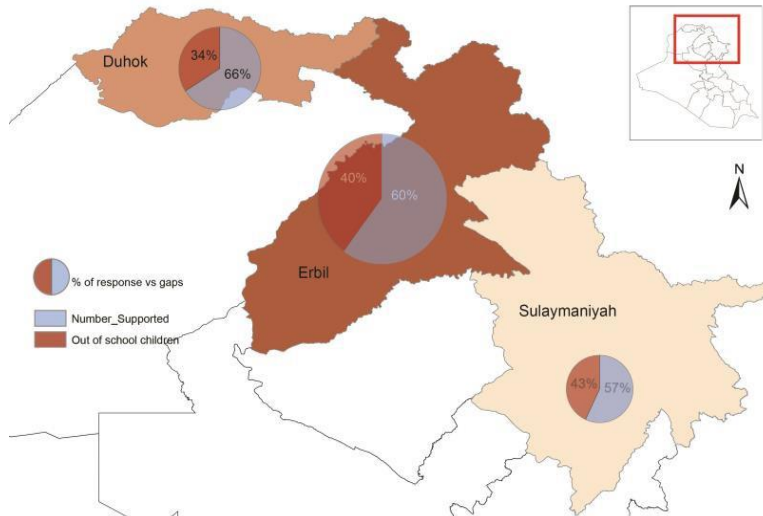 Duhok
34%
66%
N
40%
60%
Erbil
% of response vs gaps
Number_Supported
Out of school children
Sulaymaniyah
43%
57%